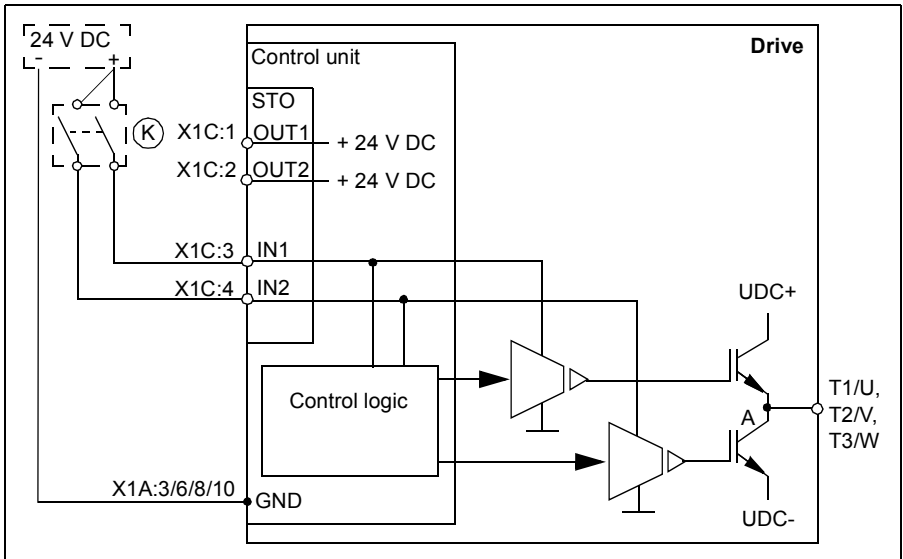 24 V DC
- +
Drive
Control unit
STO
K
X1C:1
OUT1
+ 24 V DC
X1C:2
OUT2
+ 24 V DC
X1C:3
IN1
X1C:4
IN2
UDC+
Control logic
T1/U,
T2/V,
T3/W
A
X1A:3/6/8/10
GND
UDC-